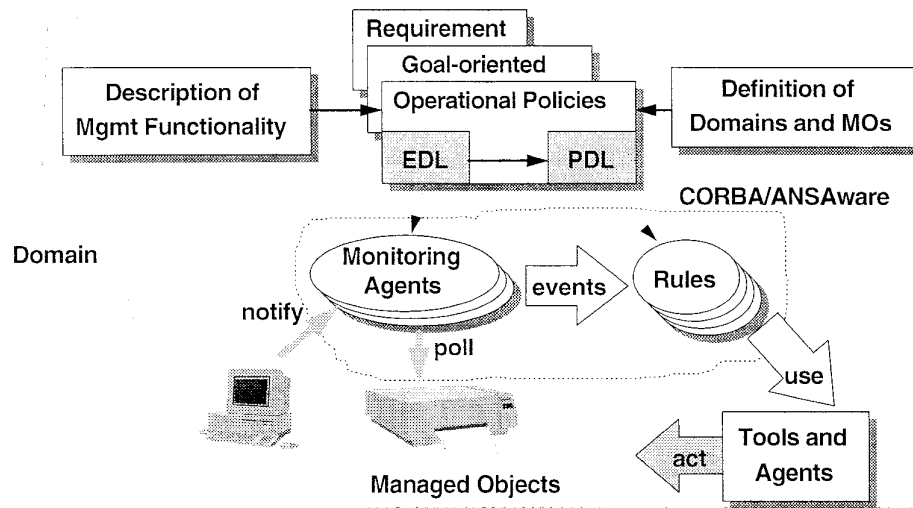 Requirement
Goal-oriented
Description of
Mgmt Functionality
Operational Policies
Definition of
Domains and MOs
EDL
PDL
CORBA/ANSAware
Domain
Monitoring
Agents
events
Rules
notify
poll
use
act
Tools and
Agents
Managed Objects